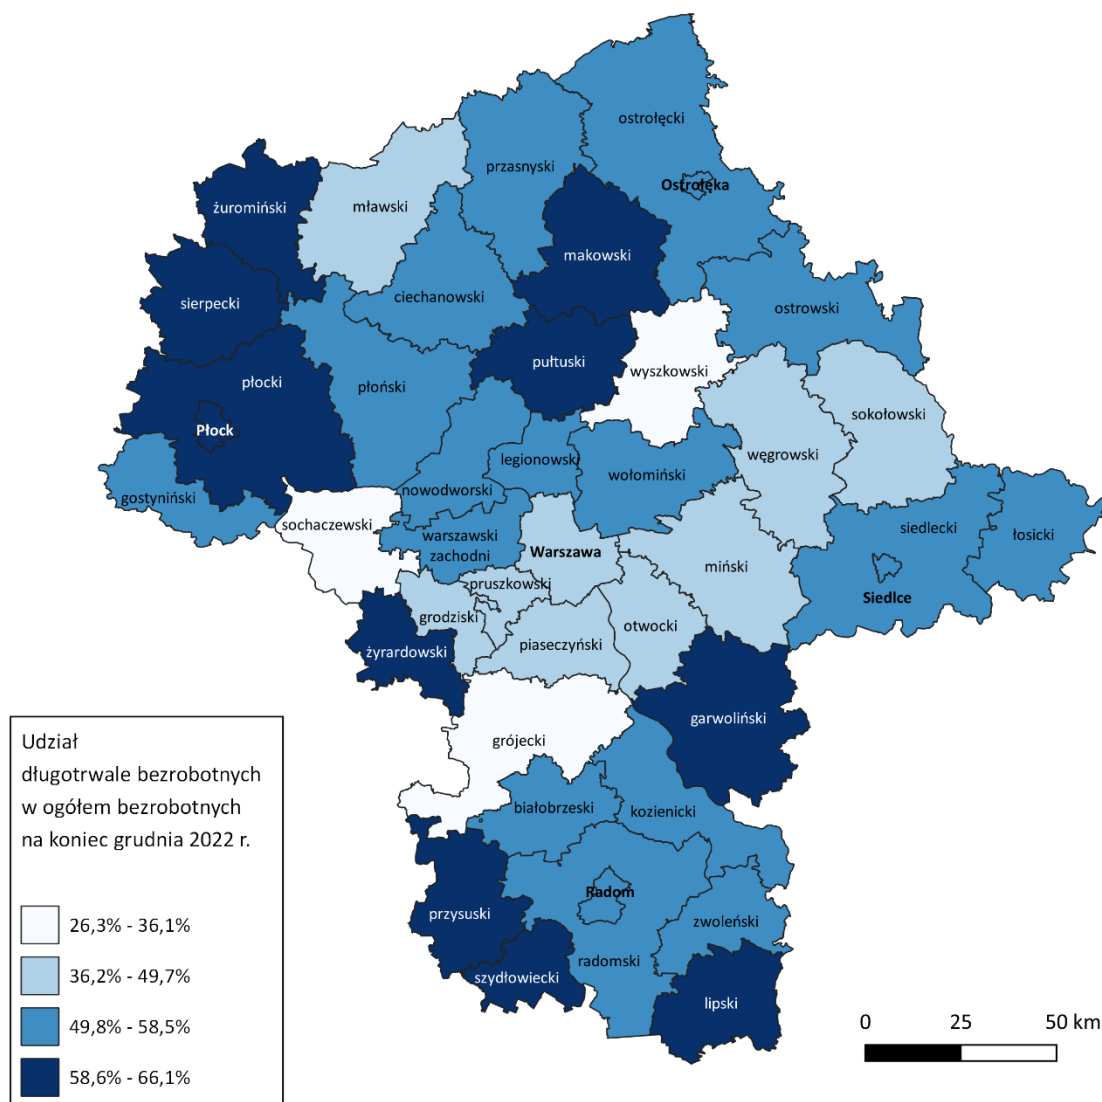 ostrołęcki
przasnyski
Ostrołęka
żuromiński
mławski
makowski
sierpecki
ciechanowski
ostrowski
pułtuski
wyszkowski
płocki
płoński
sokołowski
Płock
węgrowski
legionowski
wołomiński
gostyniński
nowodworski
sochaczewski
siedlecki
łosicki
warszawski
zachodni
Warszawa
miński
pruszkowski
Siedlce
grodziski
otwocki
piaseczyński
żyrardowski
garwoliński
grójecki
białobrzeski
kozienicki
Radom
przysuski
zwoleński
radomski
szydłowiecki
lipski
Udział
długotrwale bezrobotnych
w ogółem bezrobotnych
na koniec grudnia 2022 r.
26,3% - 36,1%
36,2% - 49,7%
49,8% - 58,5%
58,6% - 66,1%
0 25 50 km